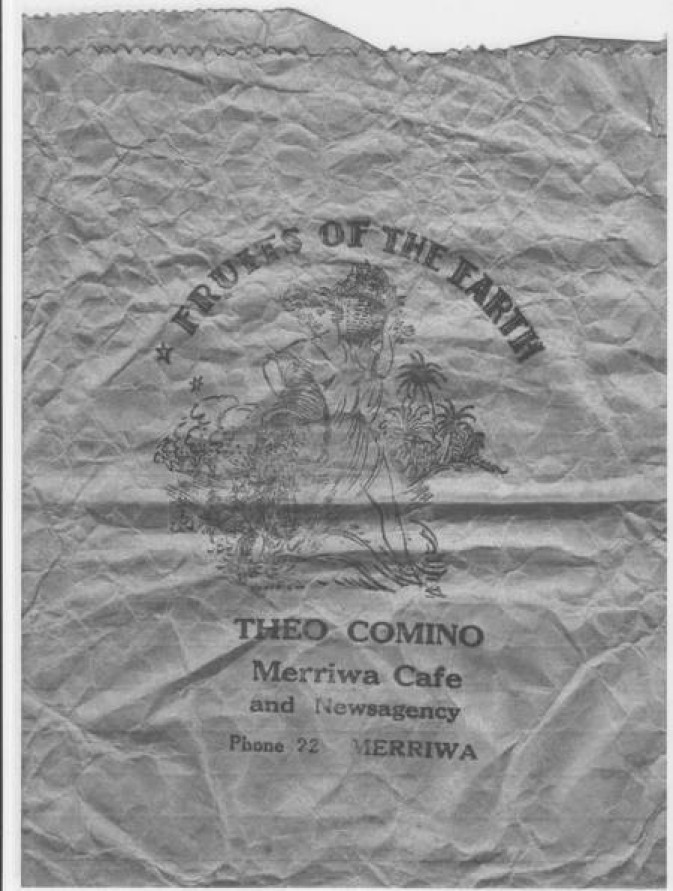 FRUITS OF THE EARTH
THEO COMINO
Merriwa Cafe
and Newsagency
Phone 22 MERRIWA